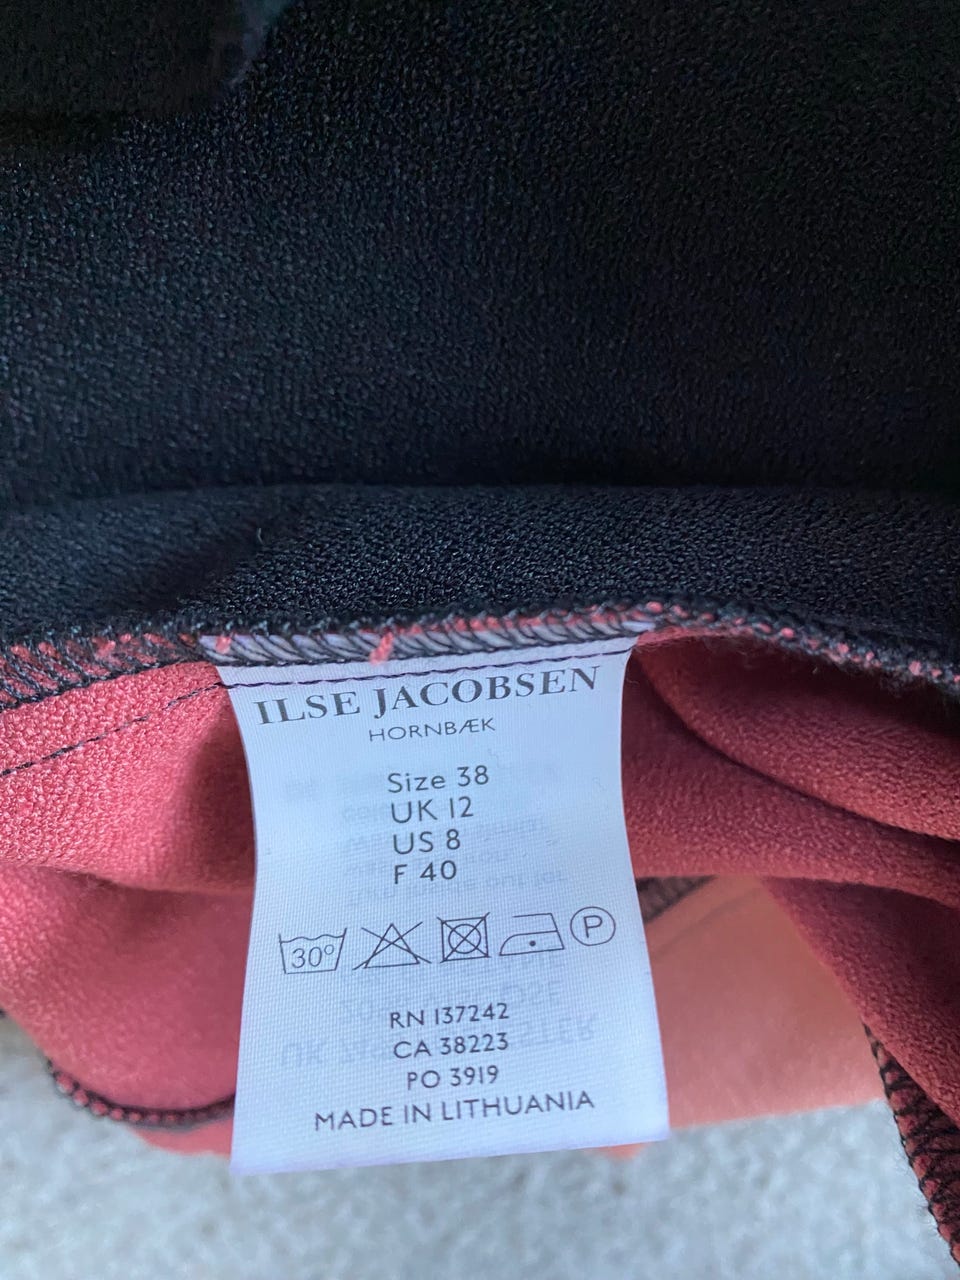 ILSE JACOBSEN
HORNBÆK
Size 38
UK 12
US 8
F 40
30º P
RN 137242
CA 38223
PO 3919
MADE IN LITHUANIA